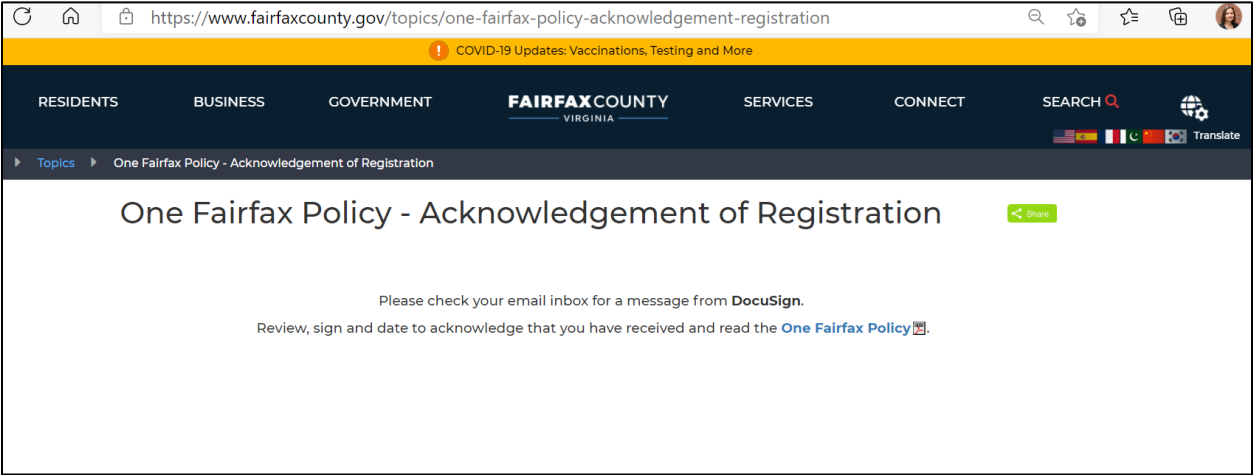 https://www.fairfaxcounty.gov/topics/one-fairfax-policy-acknowledgement-registration
! COVID-19 Updates: Vaccinations, Testing and More
RESIDENTS BUSINESS GOVERNMENT FAIRFAX COUNTY SERVICES CONNECT SEARCH
VIRGINIA
Translate
Topics One Fairfax Policy - Acknowledgement of Registration
One Fairfax Policy - Acknowledgement of Registration Share
Please check your email inbox for a message from DocuSign.
Review, sign and date to acknowledge that you have received and read the One Fairfax Policy.